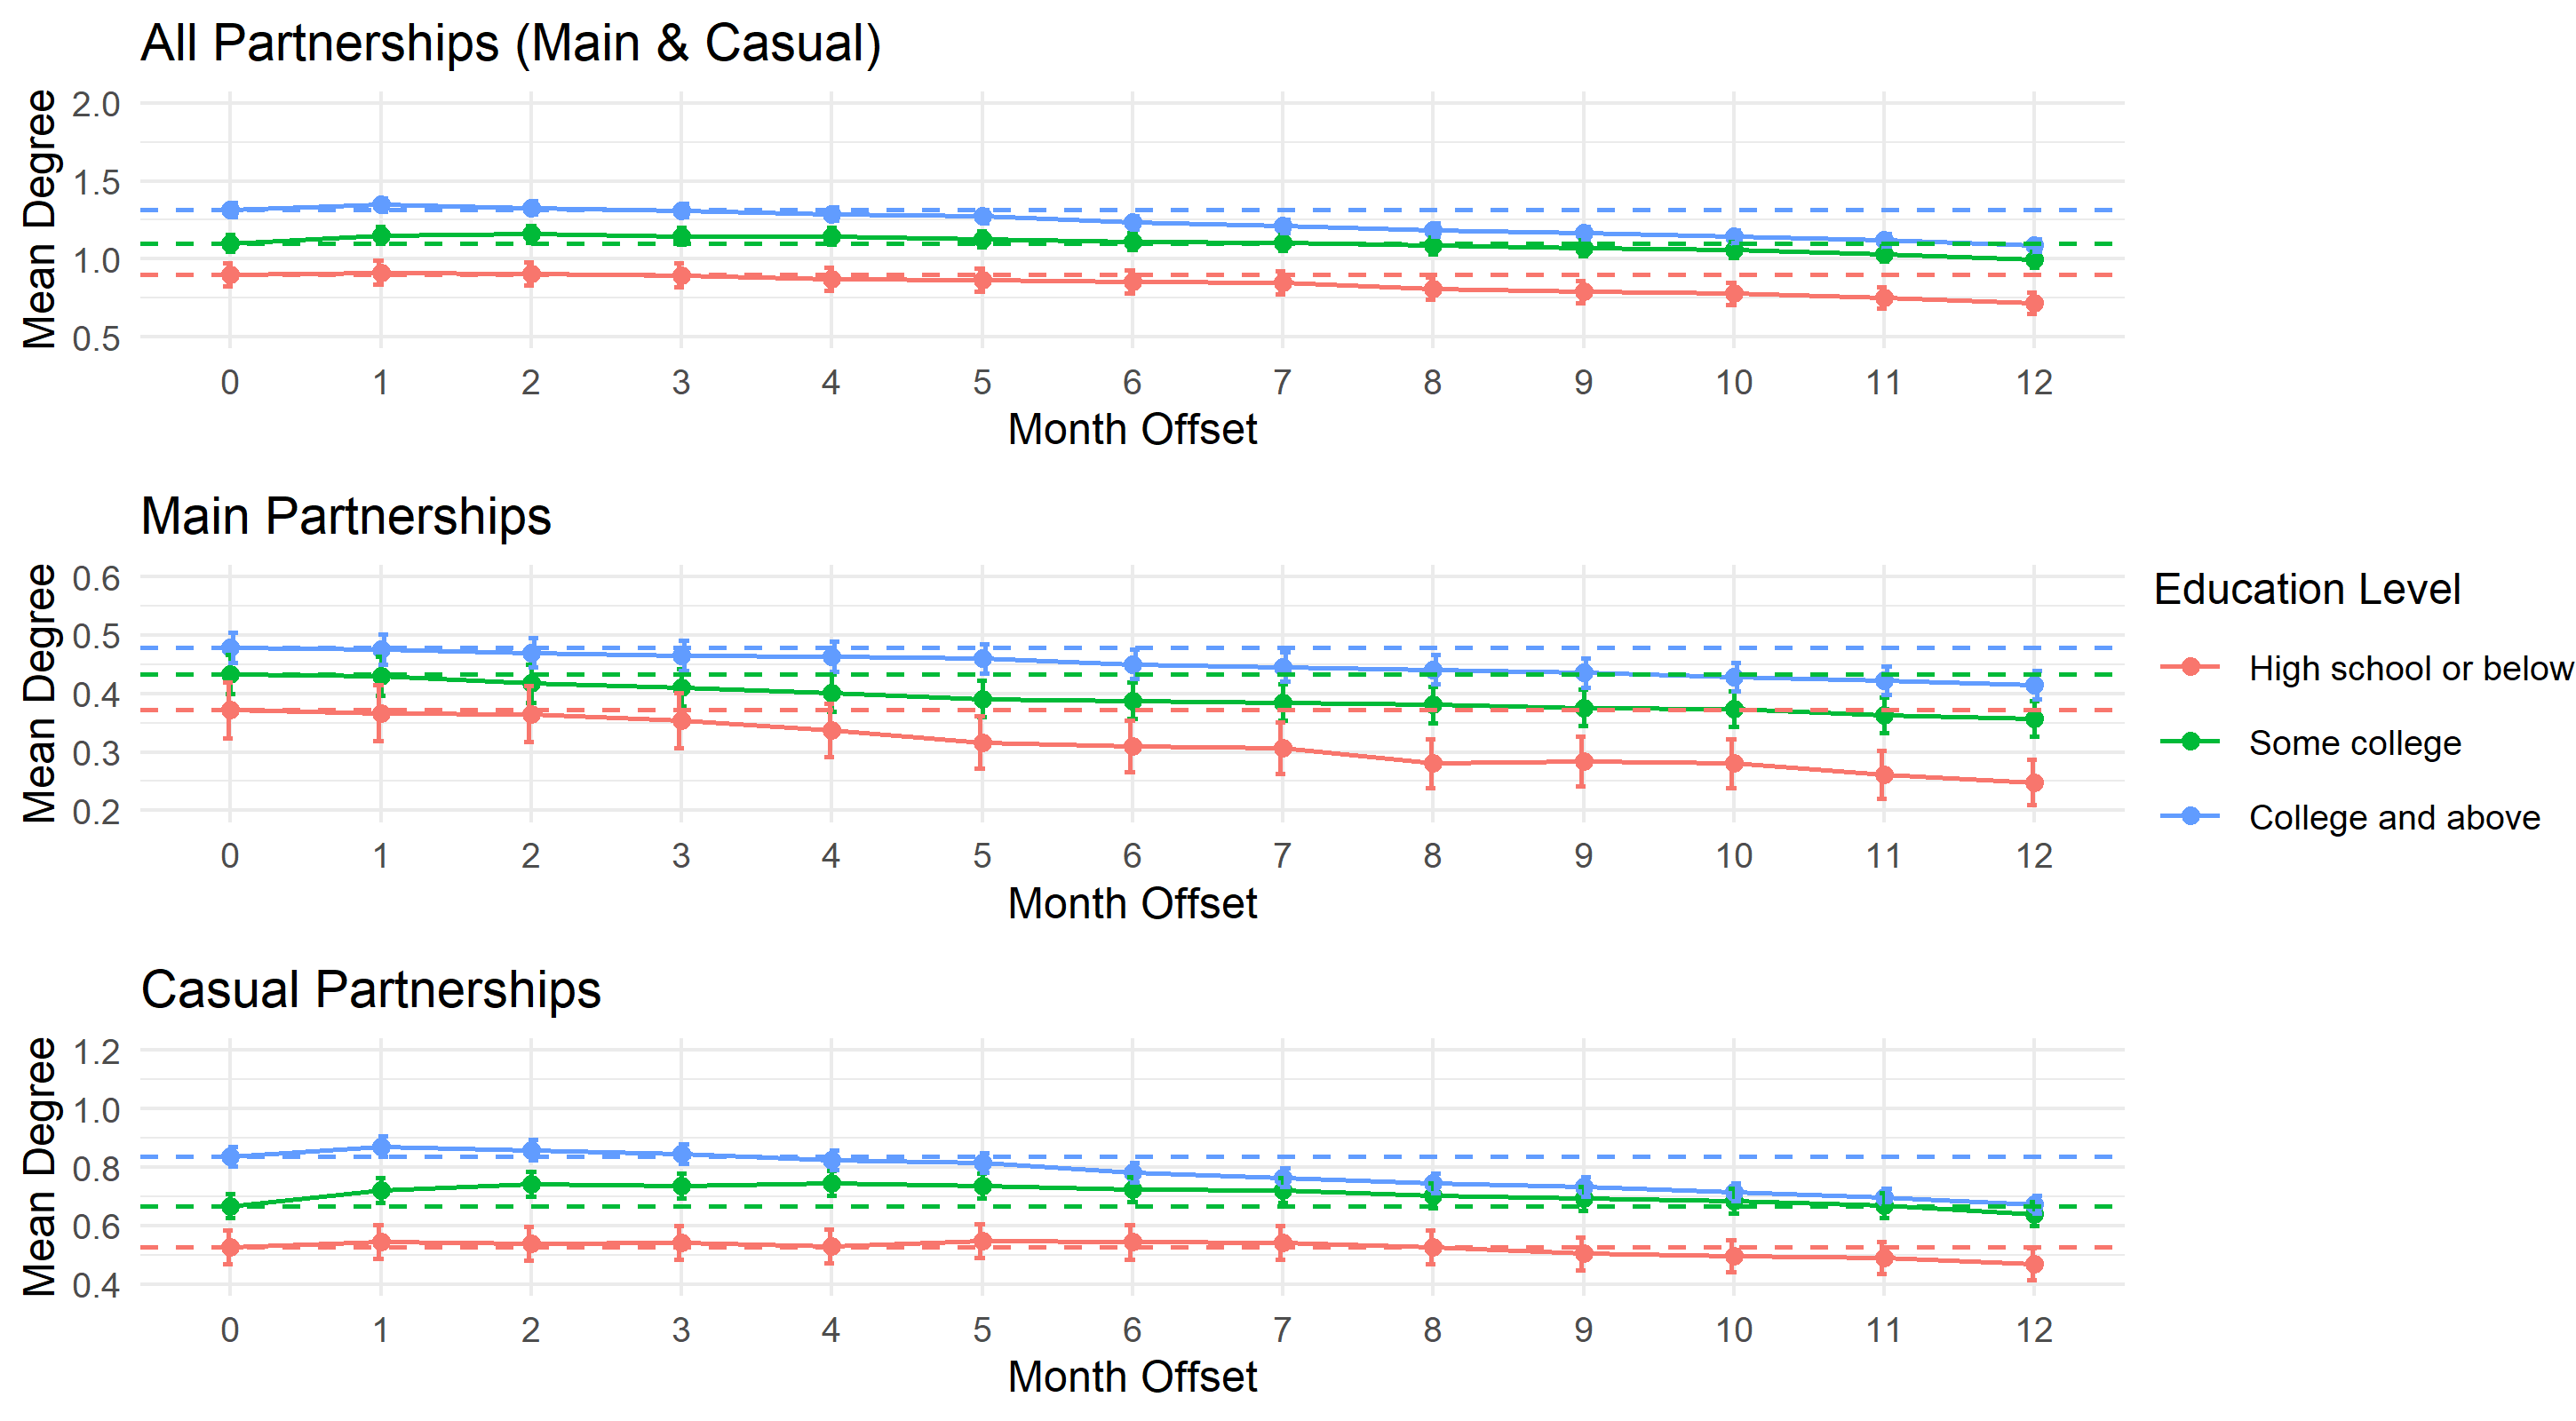 All Partnerships (Main & Casual)
Mean Degree
2.0
1.5
1.0
0.5
0 1 2 3 4 5 6 7 8 9 10 11 12
Month Offset
Main Partnerships
Mean Degree
0.6
0.5
0.4
0.3
0.2
0 1 2 3 4 5 6 7 8 9 10 11 12
Month Offset
Education Level
High school or below
Some college
College and above
Casual Partnerships
Mean Degree
1.2
1.0
0.8
0.6
0.4
0 1 2 3 4 5 6 7 8 9 10 11 12
Month Offset